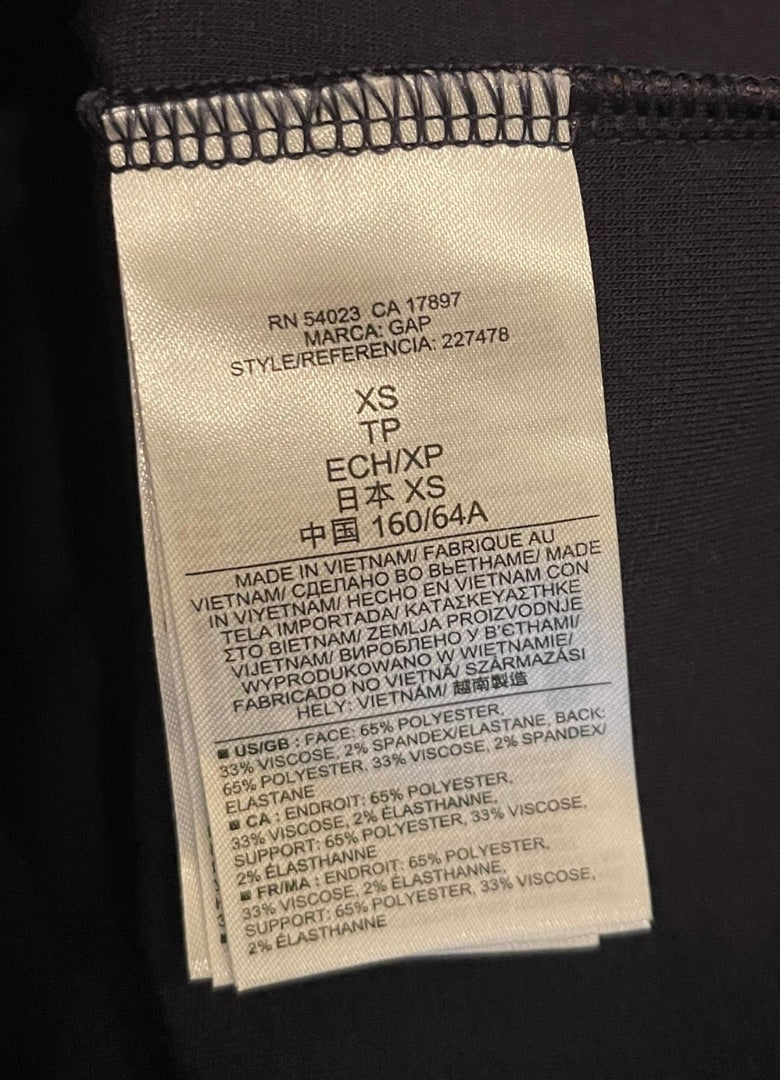 RN 54023 CA 17897
MARCA: GAP
STYLE/REFERENCIA: 227478
XS
TP
ECH/XP
日本 XS
中国 160/64A
MADE IN VIETNAM/ FABRIQUE AU
VIETNAM/ СДЕЛАНО ВО ВЬЕТНАМЕ/ MADE
IN VIYETNAM/ HECHO EN VIETNAM CON
TELA IMPORTADA/ ΚΑΤΑΣΚΕΥΑΣΤΗΚΕ
ΣΤΟ ΒΙΕΤΝΑΜ/ ZEMLJA PROIZVODNJE
VIJETNAM/ ВИРОБЛЕНО У В'ЄТНАМІ/
WYPRODUKOWANO W WIETNAMIE/
FABRICADO NO VIETNÃ/ SZÁRMAZÁSI
HELY: VIETNÁM/ 越南製造
■ US/GB : FACE: 65% POLYESTER,
33% VISCOSE, 2% SPANDEX/ELASTANE, BACK:
65% POLYESTER, 33% VISCOSE, 2% SPANDEX/
ELASTANE
■ CA : ENDROIT: 65% POLYESTER,
33% VISCOSE, 2% ÉLASTHANNE,
SUPPORT: 65% POLYESTER, 33% VISCOSE,
2% ÉLASTHANNE
■ FR/MA : ENDROIT: 65% POLYESTER,
33% VISCOSE, 2% ÉLASTHANNE,
SUPPORT: 65% POLYESTER, 33% VISCOSE,
2% ÉLASTHANNE